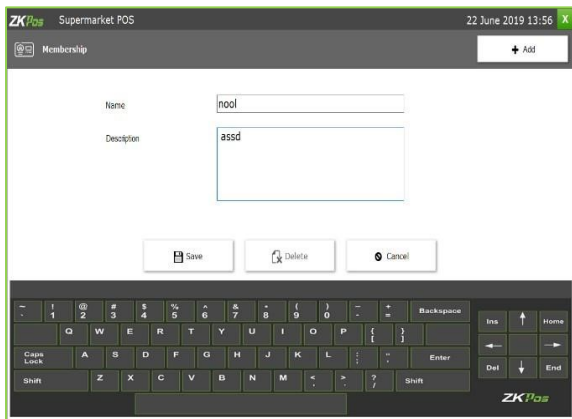 ZKPos Supermarket POS 22 June 2019 13:56 X
Membership + Add
Name nool
Description assd
Save Delete Cancel
~ ! @ # $ % ^ & * ( ) - + Backspace
1 2 3 4 5 6 7 8 9 0 - =
Ins Home
Q W E R T Y U I O P { }
[ ]
Caps Lock A S D F G H J K L : " Enter
; '
Del End
Shift Z X C V B N M < > ? Shift
, . /
ZKPos